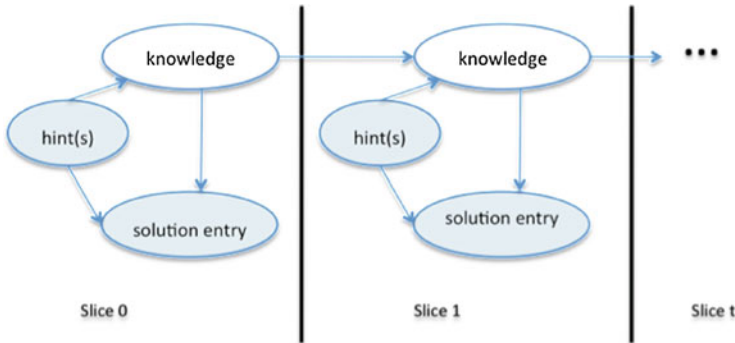 knowledge
knowledge
...
hint(s)
hint(s)
solution entry
solution entry
Slice 0
Slice 1
Slice t